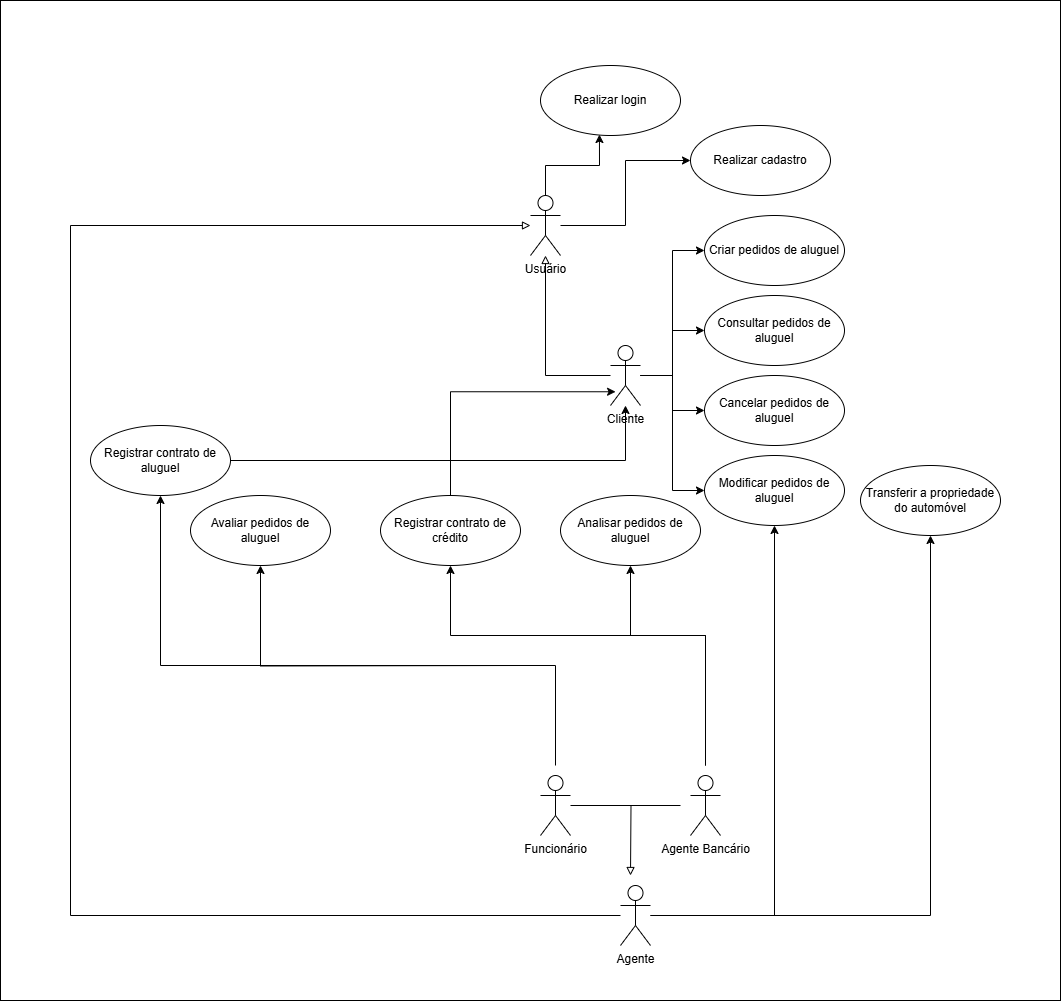 Realizar login
Realizar cadastro
Usuário
Criar pedidos de aluguel
Consultar pedidos de
aluguel
Cliente
Cancelar pedidos de
aluguel
Registrar contrato de
aluguel
Modificar pedidos de
aluguel
Transferir a propriedade
do automóvel
Avaliar pedidos de
aluguel
Registrar contrato de
crédito
Analisar pedidos de
aluguel
Funcionário
Agente Bancário
Agente